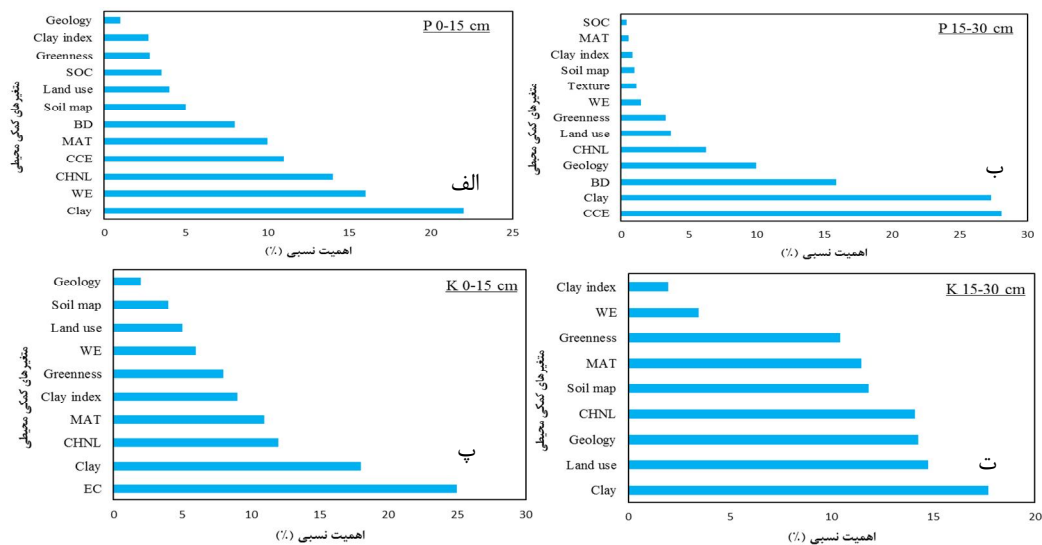 P 0-15 cm
متغیرهای کمکی محیطی
Geology
Clay index
Greenness
SOC
Land use
Soil map
BD
MAT
CCE
CHNL
WE
Clay
الف
0 5 10 15 20 25
اهمیت نسبی (٪)
P 15-30 cm
متغیرهای کمکی محیطی
SOC
MAT
Clay index
Soil map
Texture
WE
Greenness
Land use
CHNL
Geology
BD
Clay
CCE
ب
0 5 10 15 20 25 30
اهمیت نسبی (٪)
K 0-15 cm
متغیرهای کمکی محیطی
Geology
Soil map
Land use
WE
Greenness
Clay index
MAT
CHNL
Clay
EC
پ
0 5 10 15 20 25 30
اهمیت نسبی (٪)
K 15-30 cm
متغیرهای کمکی محیطی
Clay index
WE
Greenness
MAT
Soil map
CHNL
Geology
Land use
Clay
ت
0 5 10 15 20
اهمیت نسبی (٪)